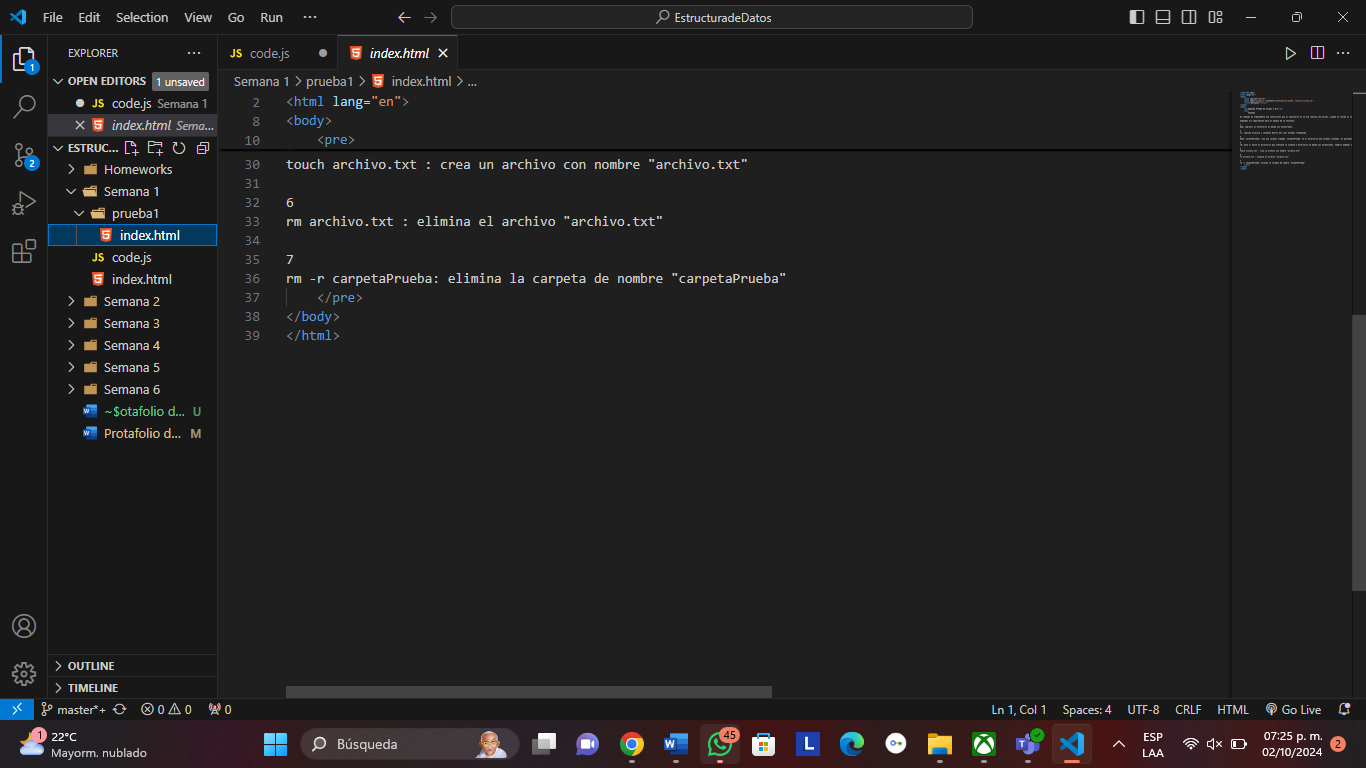 File Edit Selection View Go Run ···
EstructuradeDatos
EXPLORER ···
JS code.js
index.html
OPEN EDITORS 1 unsaved
Semana 1 > prueba1 > index.html > ...
JS code.js Semana 1
index.html Sema...
ESTRUC...
Homeworks
Semana 1
prueba1
index.html
JS code.js
index.html
Semana 2
Semana 3
Semana 4
Semana 5
Semana 6
~$otafolio d... U
Protafolio d... M
OUTLINE
TIMELINE
2 <html lang="en">
8 <body>
10 <pre>
30 touch archivo.txt : crea un archivo con nombre "archivo.txt"
31
32 6
33 rm archivo.txt : elimina el archivo "archivo.txt"
34
35 7
36 rm -r carpetaPrueba: elimina la carpeta de nombre "carpetaPrueba"
37 </pre>
38 </body>
39 </html>
1
2
master*+ 0 0 0
Ln 1, Col 1 Spaces: 4 UTF-8 CRLF HTML Go Live
1 22°C
Mayorm. nublado
Búsqueda
W
45
L
ESP
LAA
07:25 p. m.
02/10/2024
2